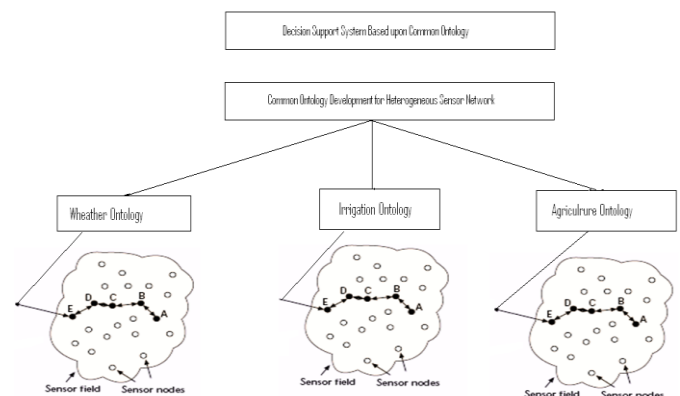 Decision Support System Based upon Common Ontology
Common Ontology Development for Heterogeneous Sensor Network
Wheather Ontology
Irrigation Ontology
Agriculrure Ontology
D C B
E A
D C B
E A
D C B
E A
Sensor field Sensor nodes
Sensor field Sensor nodes
Sensor field Sensor nodes